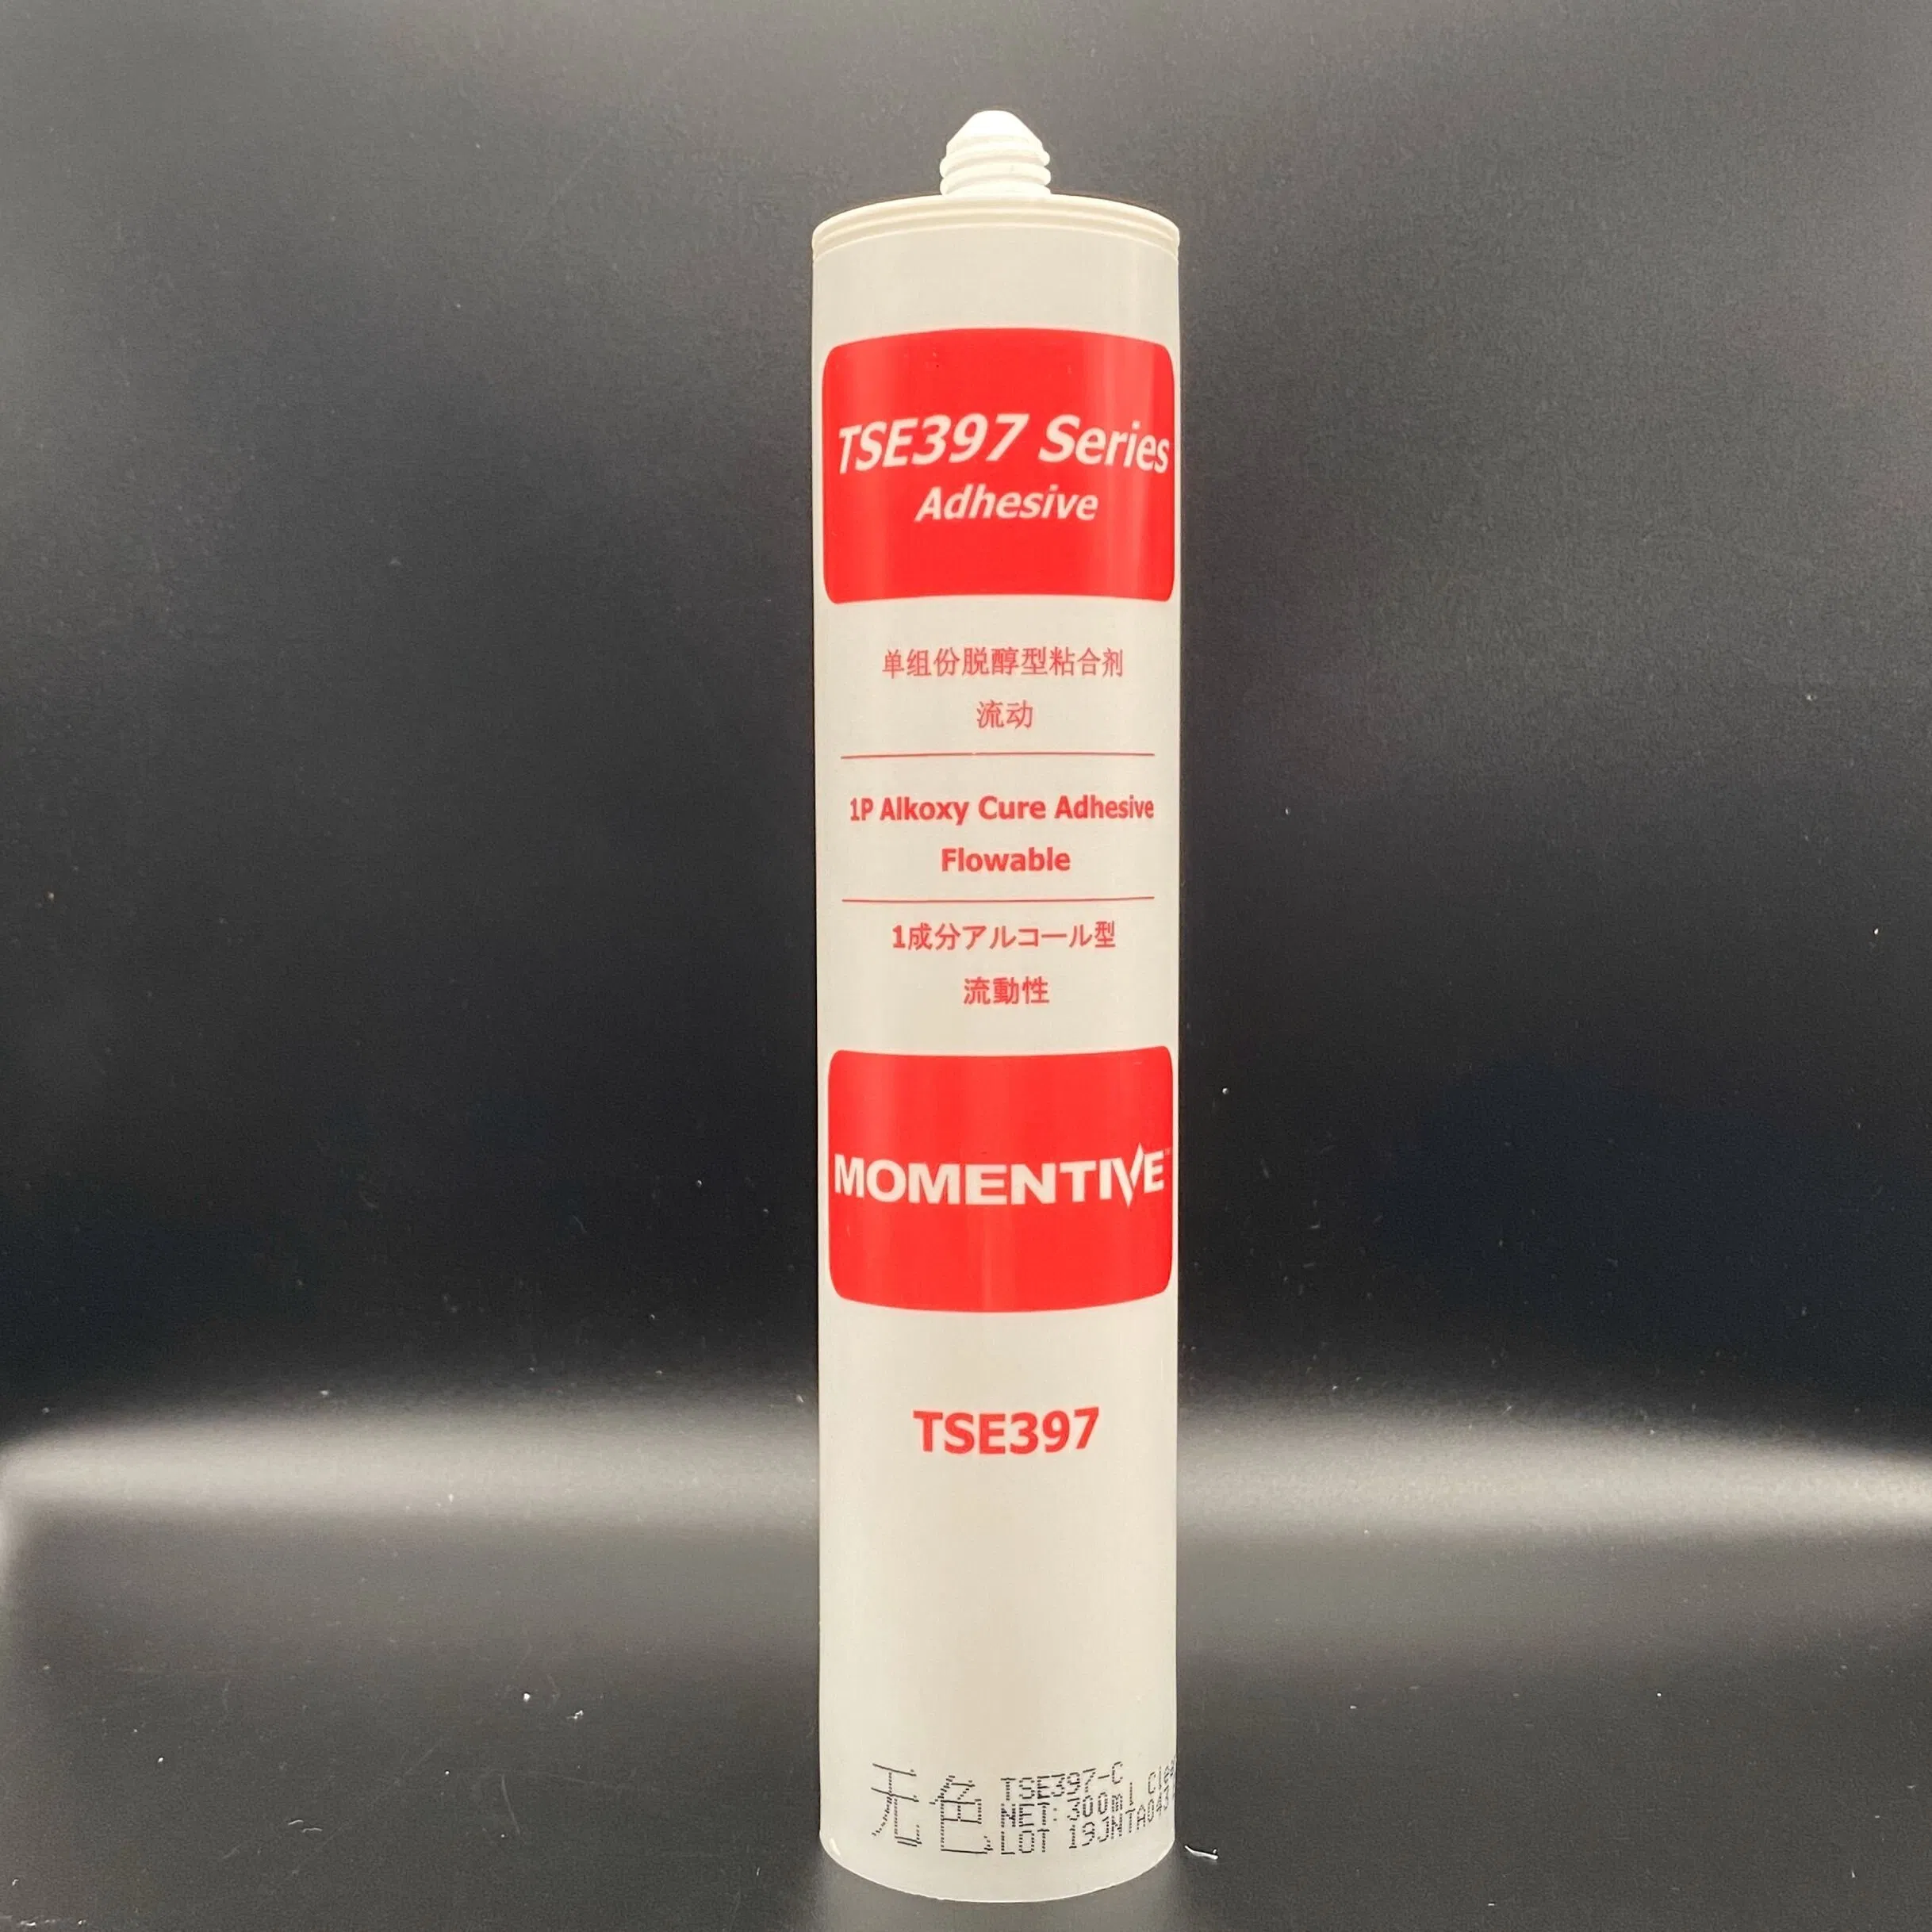 TSE397 Series
Adhesive
单组份脱醇型粘合剂
流动
1P Alkoxy Cure Adhesive
Flowable
1成分アルコール型
流動性
MOMENTIVE
TSE397
无色
TSE397-C
NET: 300ml
LOT 19JNTA043